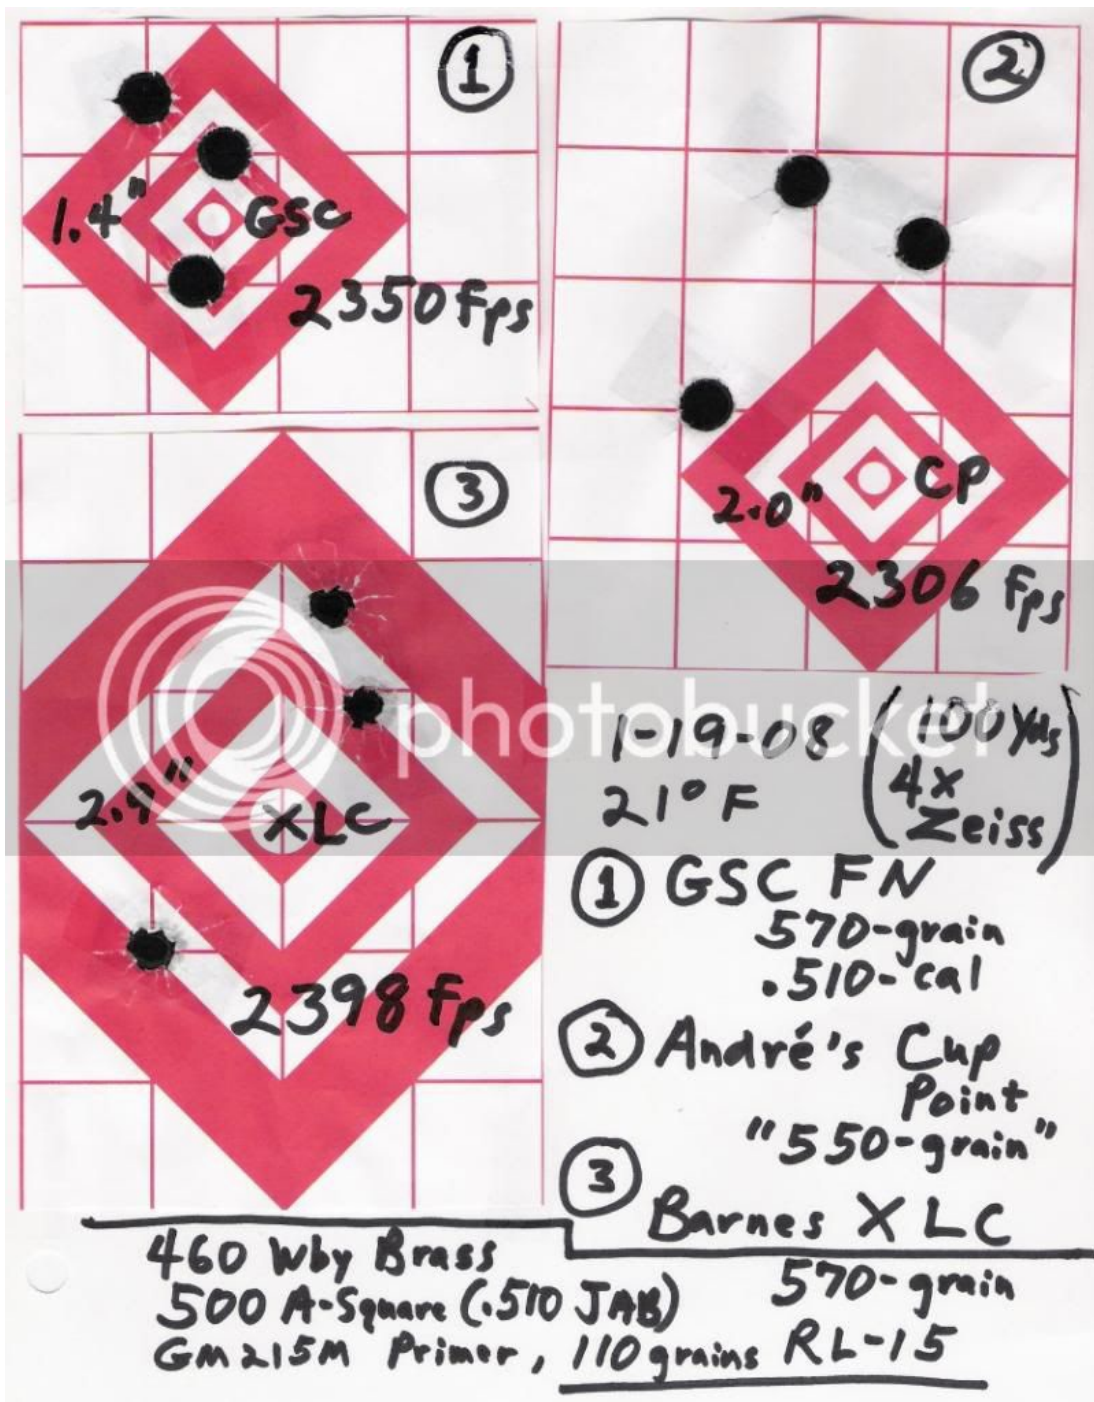 1
1.4" GSC
2350 fps
2
CP
2.0"
2306 fps
3
2.9"
XLC
2398 fps
photobucket
1-19-08
21° F
(100 yds
4x
Zeiss)
1 GSC FN
570-grain
.510-cal
2 André's Cup
Point
"550-grain"
3 Barnes XLC
570-grain
460 Wby Brass
500 A-Square (.510 JAB)
GM215M Primer, 110 grains RL-15